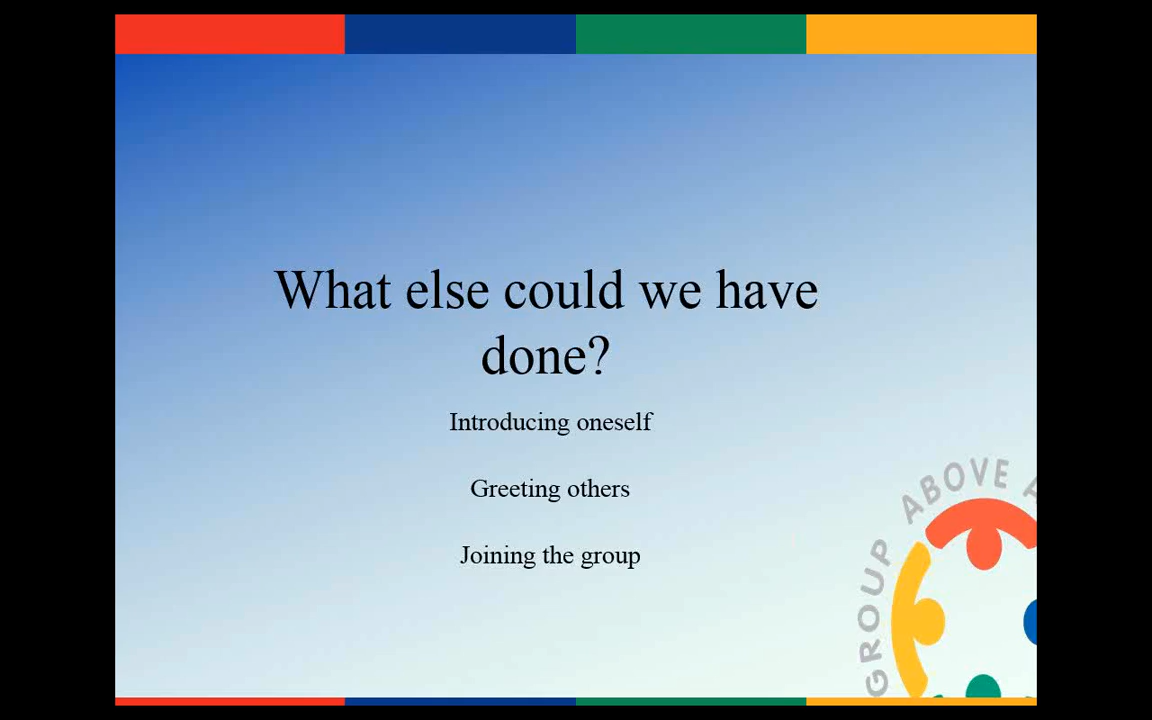 What else could we have
done?
Introducing oneself
Greeting others
Joining the group
GROUP ABOVE